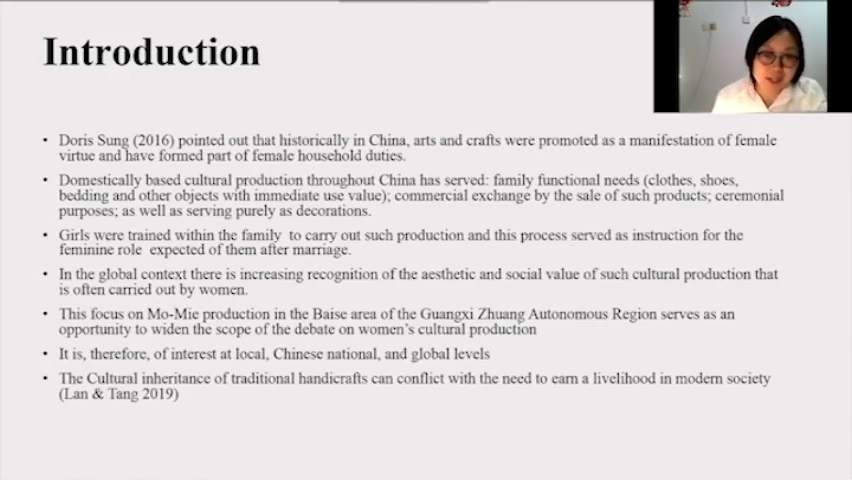 Introduction
• Doris Sung (2016) pointed out that historically in China, arts and crafts were promoted as a manifestation of female
virtue and have formed part of female household duties.
• Domestically based cultural production throughout China has served: family functional needs (clothes, shoes,
bedding and other objects with immediate use value); commercial exchange by the sale of such products; ceremonial
purposes; as well as serving purely as decorations.
• Girls were trained within the family to carry out such production and this process served as instruction for the
feminine role expected of them after marriage.
• In the global context there is increasing recognition of the aesthetic and social value of such cultural production that
is often carried out by women.
• This focus on Mo-Mie production in the Baise area of the Guangxi Zhuang Autonomous Region serves as an
opportunity to widen the scope of the debate on women's cultural production
• It is, therefore, of interest at local, Chinese national, and global levels
• The Cultural inheritance of traditional handicrafts can conflict with the need to earn a livelihood in modern society
(Lan & Tang 2019)